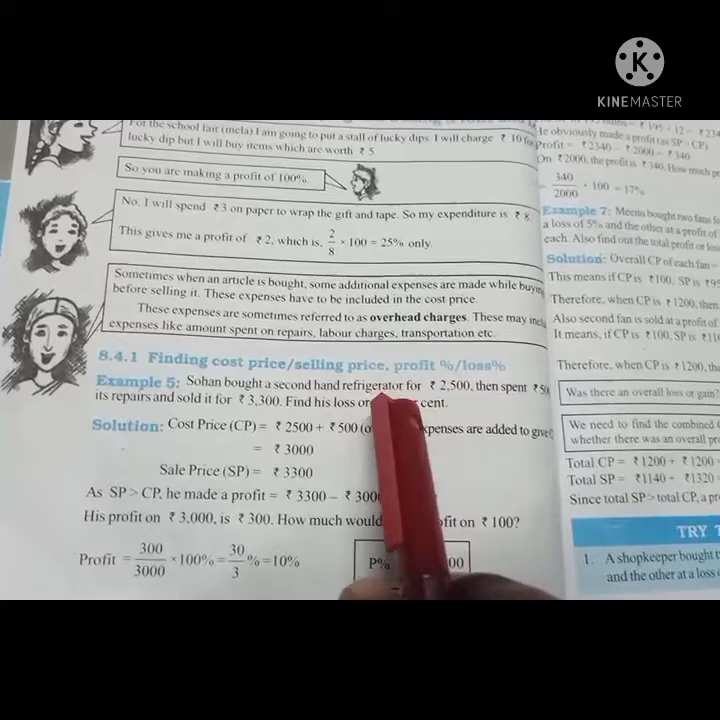 K
KINEMASTER
For the school fair (mela) I am going to put a stall of lucky dips. I will charge ₹ 10 for
lucky dip but I will buy items which are worth ₹ 5
So you are making a profit of 100%.
No, I will spend ₹3 on paper to wrap the gift and tape. So my expenditure is ₹ 8.
This gives me a profit of ₹ 2, which is, 2/8 × 100 = 25% only.
Sometimes when an article is bought, some additional expenses are made while buying
before selling it. These expenses have to be included in the cost price.
These expenses are sometimes referred to as overhead charges. These may inclu
expenses like amount spent on repairs, labour charges, transportation etc.
8.4.1 Finding cost price/selling price, profit %/loss%
Example 5: Sohan bought a second hand refrigerator for ₹ 2,500, then spent ₹ 50
its repairs and sold it for ₹ 3,300. Find his loss or cent.
Solution: Cost Price (CP) = ₹ 2500 + ₹ 500 (o xpenses are added to give
= ₹ 3000
Sale Price (SP) = ₹ 3300
As SP > CP, he made a profit = ₹ 3300 – ₹ 300
His profit on ₹ 3,000, is ₹ 300. How much would ofit on ₹ 100?
Profit = 300/3000 ×100% = 30/3 % = 10%
P% 00
₹ 195 × 12 = ₹ 234
He obviously made a profit (as SP > CP)
Profit = ₹ 2340 – ₹ 2000 = ₹ 340
On ₹ 2000, the profit is ₹ 340. How much pr
= 340/2000 × 100 = 17%
Example 7: Meenu bought two fans fo
a loss of 5% and the other at a profit of
each. Also find out the total profit or loss
Solution: Overall CP of each fan =
This means if CP is ₹100, SP is ₹95
Therefore, when CP is ₹1200, then
Also second fan is sold at a profit of
It means, if CP is ₹100, SP is ₹110
Therefore, when CP is ₹1200, the
Was there an overall loss or gain?
We need to find the combined C
whether there was an overall pr
Total CP = ₹1200 + ₹1200 =
Total SP = ₹1140 + ₹1320 =
Since total SP > total CP, a pr
TRY T
1. A shopkeeper bought t
and the other at a loss o